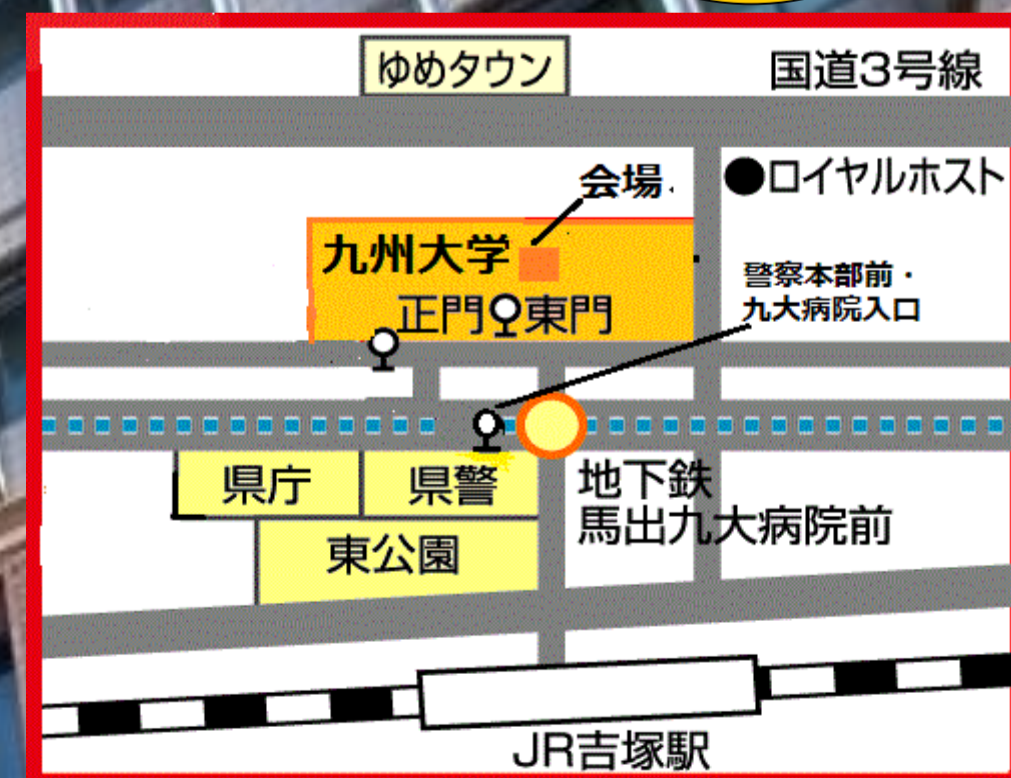 ゆめタウン
国道3号線
会場
●ロイヤルホスト
九州大学
警察本部前・
九大病院入口
正門
東門
県庁
県警
地下鉄
馬出九大病院前
東公園
JR吉塚駅